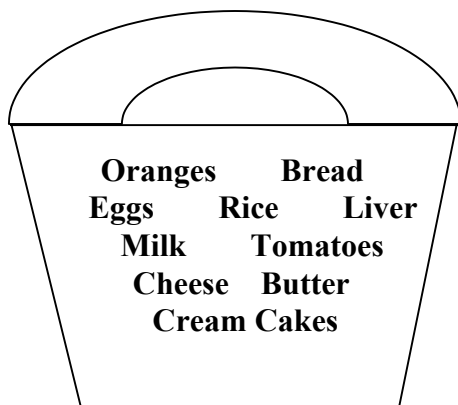 Oranges Bread
Eggs Rice Liver
Milk Tomatoes
Cheese Butter
Cream Cakes